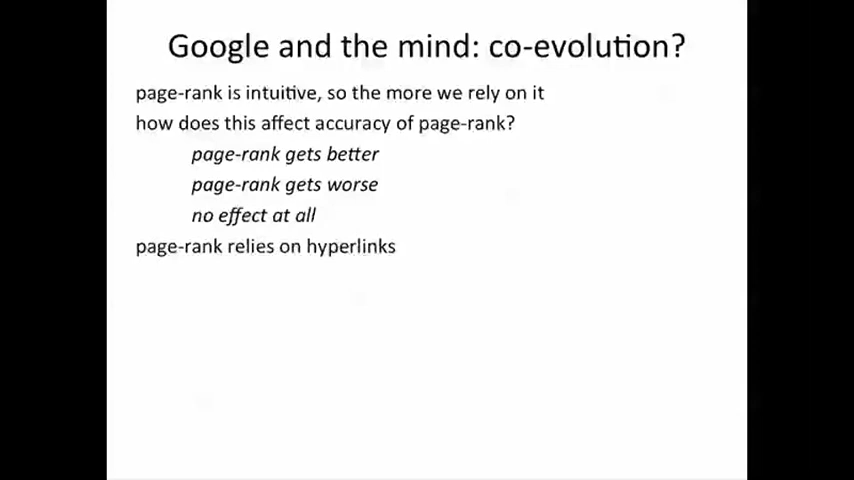 Google and the mind: co-evolution?
page-rank is intuitive, so the more we rely on it
how does this affect accuracy of page-rank?
page-rank gets better
page-rank gets worse
no effect at all
page-rank relies on hyperlinks